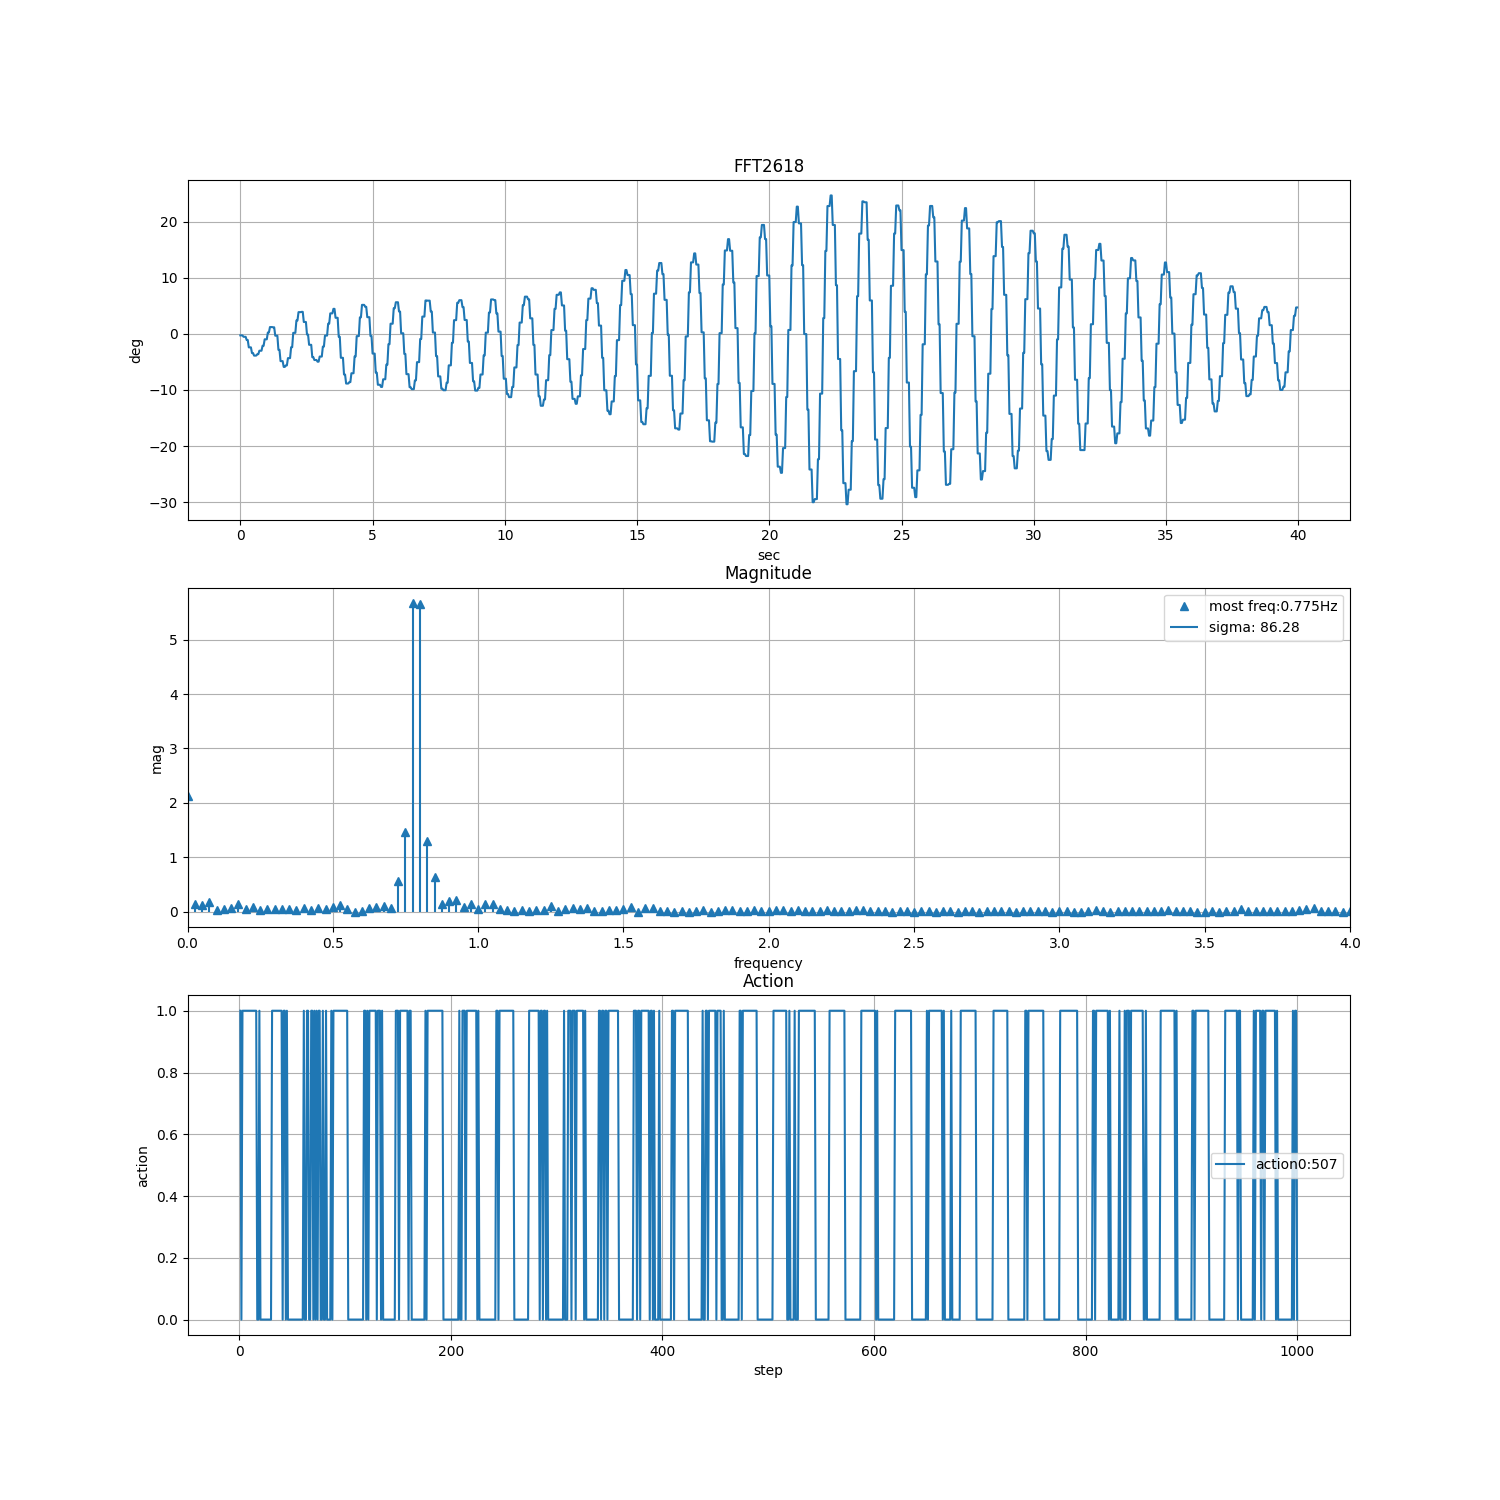 FFT2618
20
10
0
−10
−20
−30
deg
0 5 10 15 20 25 30 35 40
sec
Magnitude
most freq:0.775Hz
sigma: 86.28
5
4
3
2
1
0
mag
0.0 0.5 1.0 1.5 2.0 2.5 3.0 3.5 4.0
frequency
Action
1.0
0.8
0.6
0.4
0.2
0.0
action
action0:507
0 200 400 600 800 1000
step